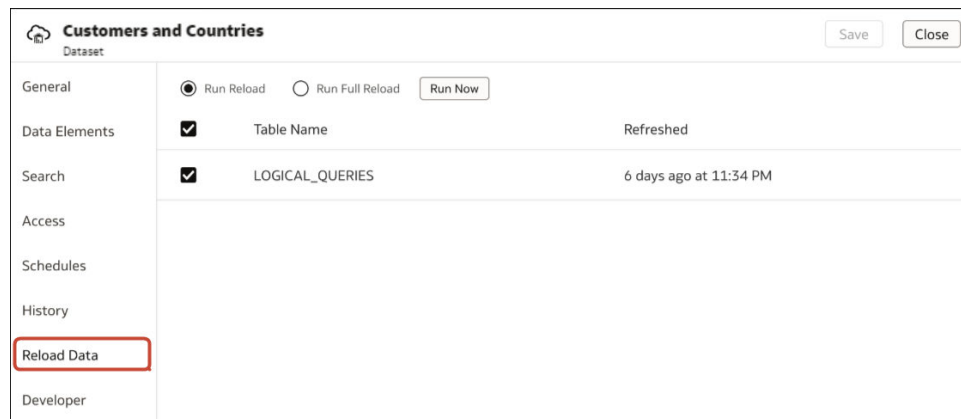 Customers and Countries
Dataset
Save
Close
General
Data Elements
Search
Access
Schedules
History
Reload Data
Developer
Run Reload
Run Full Reload
Run Now
Table Name
Refreshed
LOGICAL_QUERIES
6 days ago at 11:34 PM